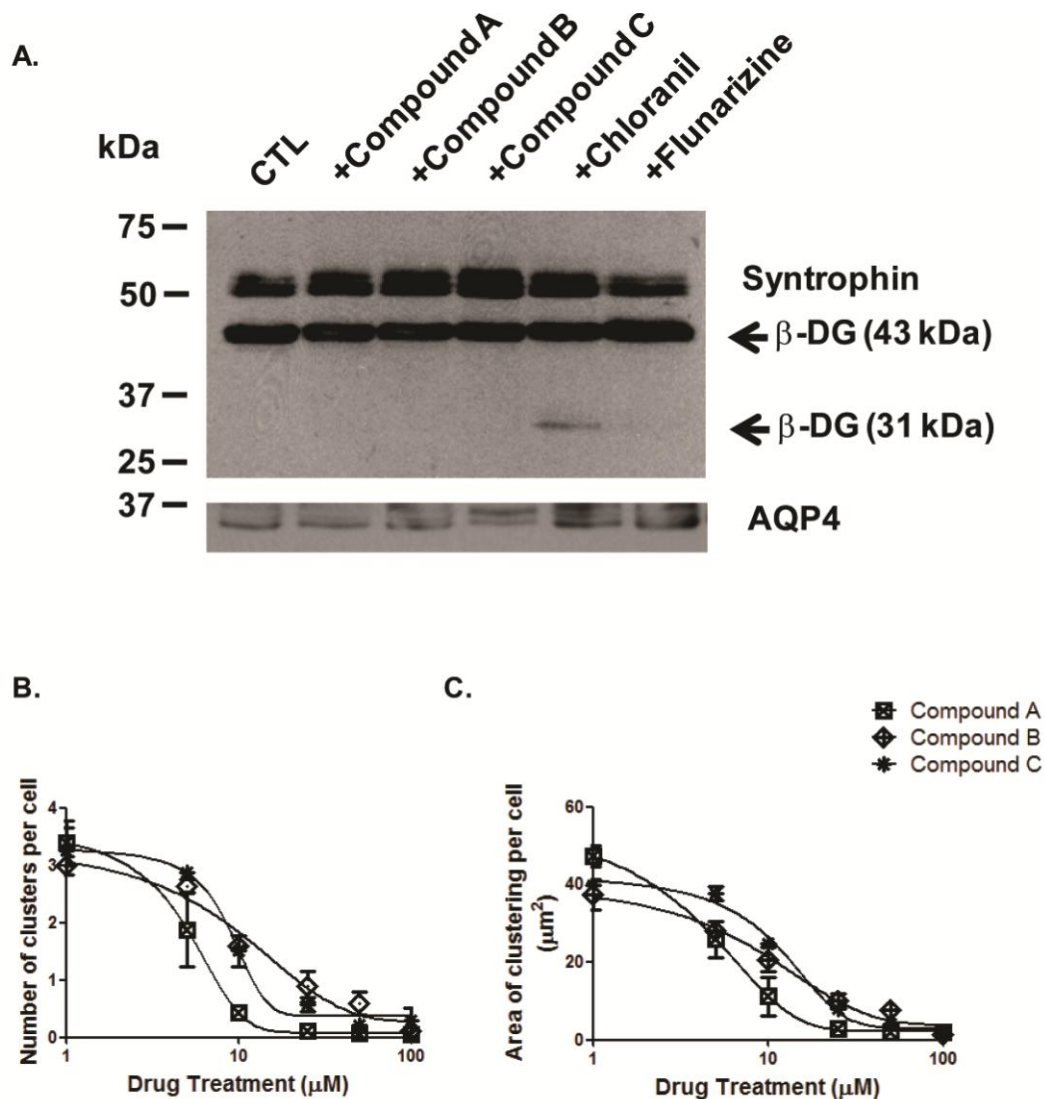 A.
kDa
CTL
+Compound A
+Compound B
+Compound C
+Chloranil
+Flunarizine
75
50
37
25
37
Syntrophin
β-DG (43 kDa)
β-DG (31 kDa)
AQP4
B.
Number of clusters per cell
4
3
2
1
0
1
10
100
Drug Treatment (μM)
C.
Area of clustering per cell
(μm²)
60
40
20
0
1
10
100
Drug Treatment (μM)
Compound A
Compound B
Compound C